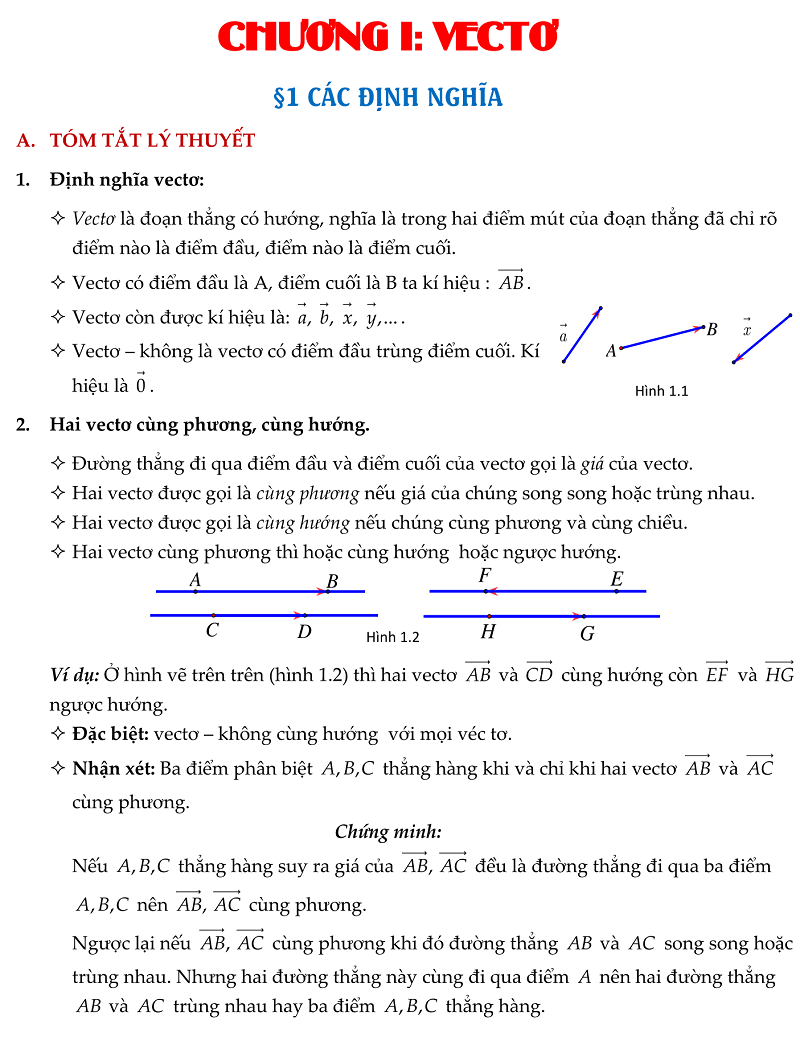 CHƯƠNG I: VECTƠ
§1 CÁC ĐỊNH NGHĨA
A. TÓM TẮT LÝ THUYẾT
1. Định nghĩa vectơ:
✧ Vectơ là đoạn thẳng có hướng, nghĩa là trong hai điểm mút của đoạn thẳng đã chỉ rõ
điểm nào là điểm đầu, điểm nào là điểm cuối.
✧ Vectơ có điểm đầu là A, điểm cuối là B ta kí hiệu : $\overrightarrow{AB}$.
✧ Vectơ còn được kí hiệu là: $\vec{a}, \vec{b}, \vec{x}, \vec{y}$,... .
✧ Vectơ – không là vectơ có điểm đầu trùng điểm cuối. Kí
hiệu là $\vec{0}$.
$\vec{a}$
A
B
$\vec{x}$
Hình 1.1
2. Hai vectơ cùng phương, cùng hướng.
✧ Đường thẳng đi qua điểm đầu và điểm cuối của vectơ gọi là giá của vectơ.
✧ Hai vectơ được gọi là cùng phương nếu giá của chúng song song hoặc trùng nhau.
✧ Hai vectơ được gọi là cùng hướng nếu chúng cùng phương và cùng chiều.
✧ Hai vectơ cùng phương thì hoặc cùng hướng hoặc ngược hướng.
A B F E
C D Hình 1.2 H G
Ví dụ: Ở hình vẽ trên trên (hình 1.2) thì hai vectơ $\overrightarrow{AB}$ và $\overrightarrow{CD}$ cùng hướng còn $\overrightarrow{EF}$ và $\overrightarrow{HG}$
ngược hướng.
✧ Đặc biệt: vectơ – không cùng hướng với mọi véc tơ.
✧ Nhận xét: Ba điểm phân biệt A,B,C thẳng hàng khi và chỉ khi hai vectơ $\overrightarrow{AB}$ và $\overrightarrow{AC}$
cùng phương.
Chứng minh:
Nếu A,B,C thẳng hàng suy ra giá của $\overrightarrow{AB}$, $\overrightarrow{AC}$ đều là đường thẳng đi qua ba điểm
A,B,C nên $\overrightarrow{AB}$, $\overrightarrow{AC}$ cùng phương.
Ngược lại nếu $\overrightarrow{AB}$, $\overrightarrow{AC}$ cùng phương khi đó đường thẳng AB và AC song song hoặc
trùng nhau. Nhưng hai đường thẳng này cùng đi qua điểm A nên hai đường thẳng
AB và AC trùng nhau hay ba điểm A,B,C thẳng hàng.